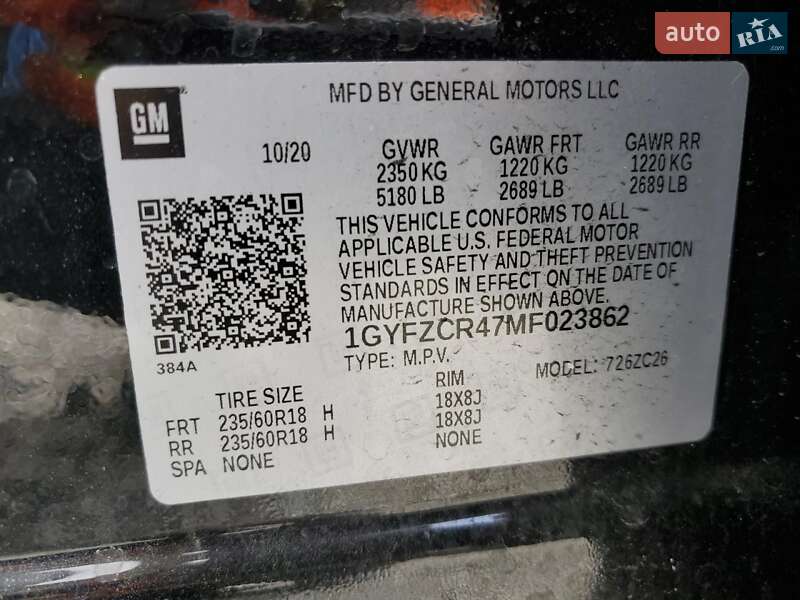 auto RIA .com
GM
MFD BY GENERAL MOTORS LLC
10/20
GVWR GAWR FRT GAWR RR
2350 KG 1220 KG 1220 KG
5180 LB 2689 LB 2689 LB
THIS VEHICLE CONFORMS TO ALL
APPLICABLE U.S. FEDERAL MOTOR
VEHICLE SAFETY AND THEFT PREVENTION
STANDARDS IN EFFECT ON THE DATE OF
MANUFACTURE SHOWN ABOVE.
1GYFZCR47MF023862
384A
TYPE: M.P.V. MODEL: 726ZC26
TIRE SIZE RIM
FRT 235/60R18 H 18X8J
RR 235/60R18 H 18X8J
SPA NONE NONE